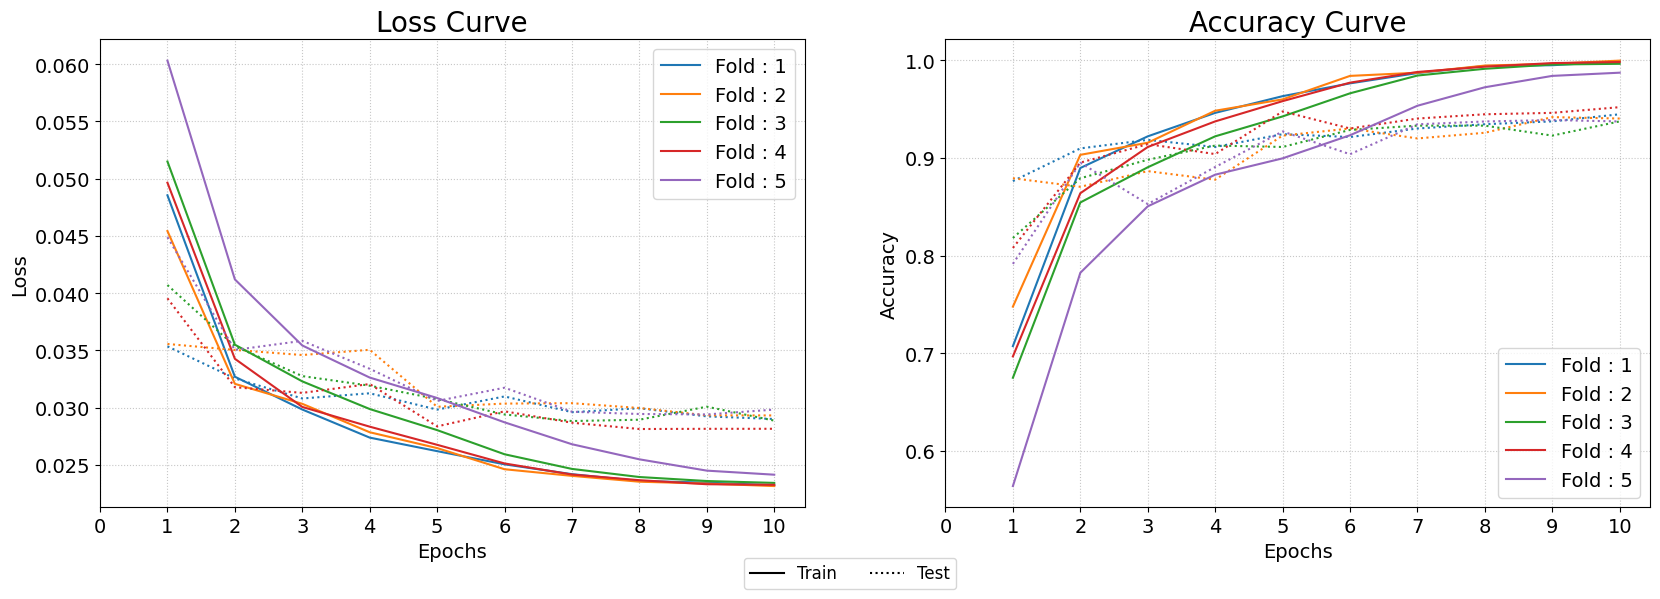 Loss Curve
0.060
0.055
0.050
0.045
0.040
0.035
0.030
0.025
Loss
0 1 2 3 4 5 6 7 8 9 10
Epochs
Fold : 1
Fold : 2
Fold : 3
Fold : 4
Fold : 5
Accuracy Curve
1.0
0.9
0.8
0.7
0.6
Accuracy
0 1 2 3 4 5 6 7 8 9 10
Epochs
Fold : 1
Fold : 2
Fold : 3
Fold : 4
Fold : 5
Train Test